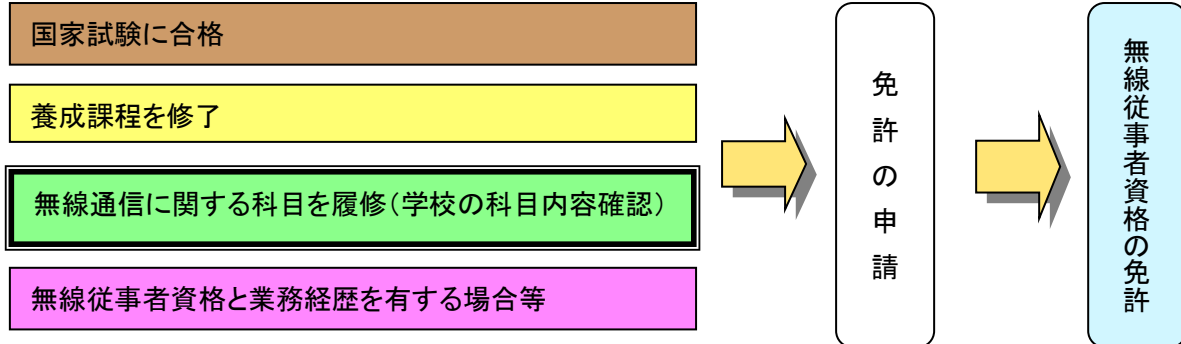 国家試験に合格
養成課程を修了
無線通信に関する科目を履修（学校の科目内容確認）
無線従事者資格と業務経歴を有する場合等
免許の申請
無線従事者資格の免許